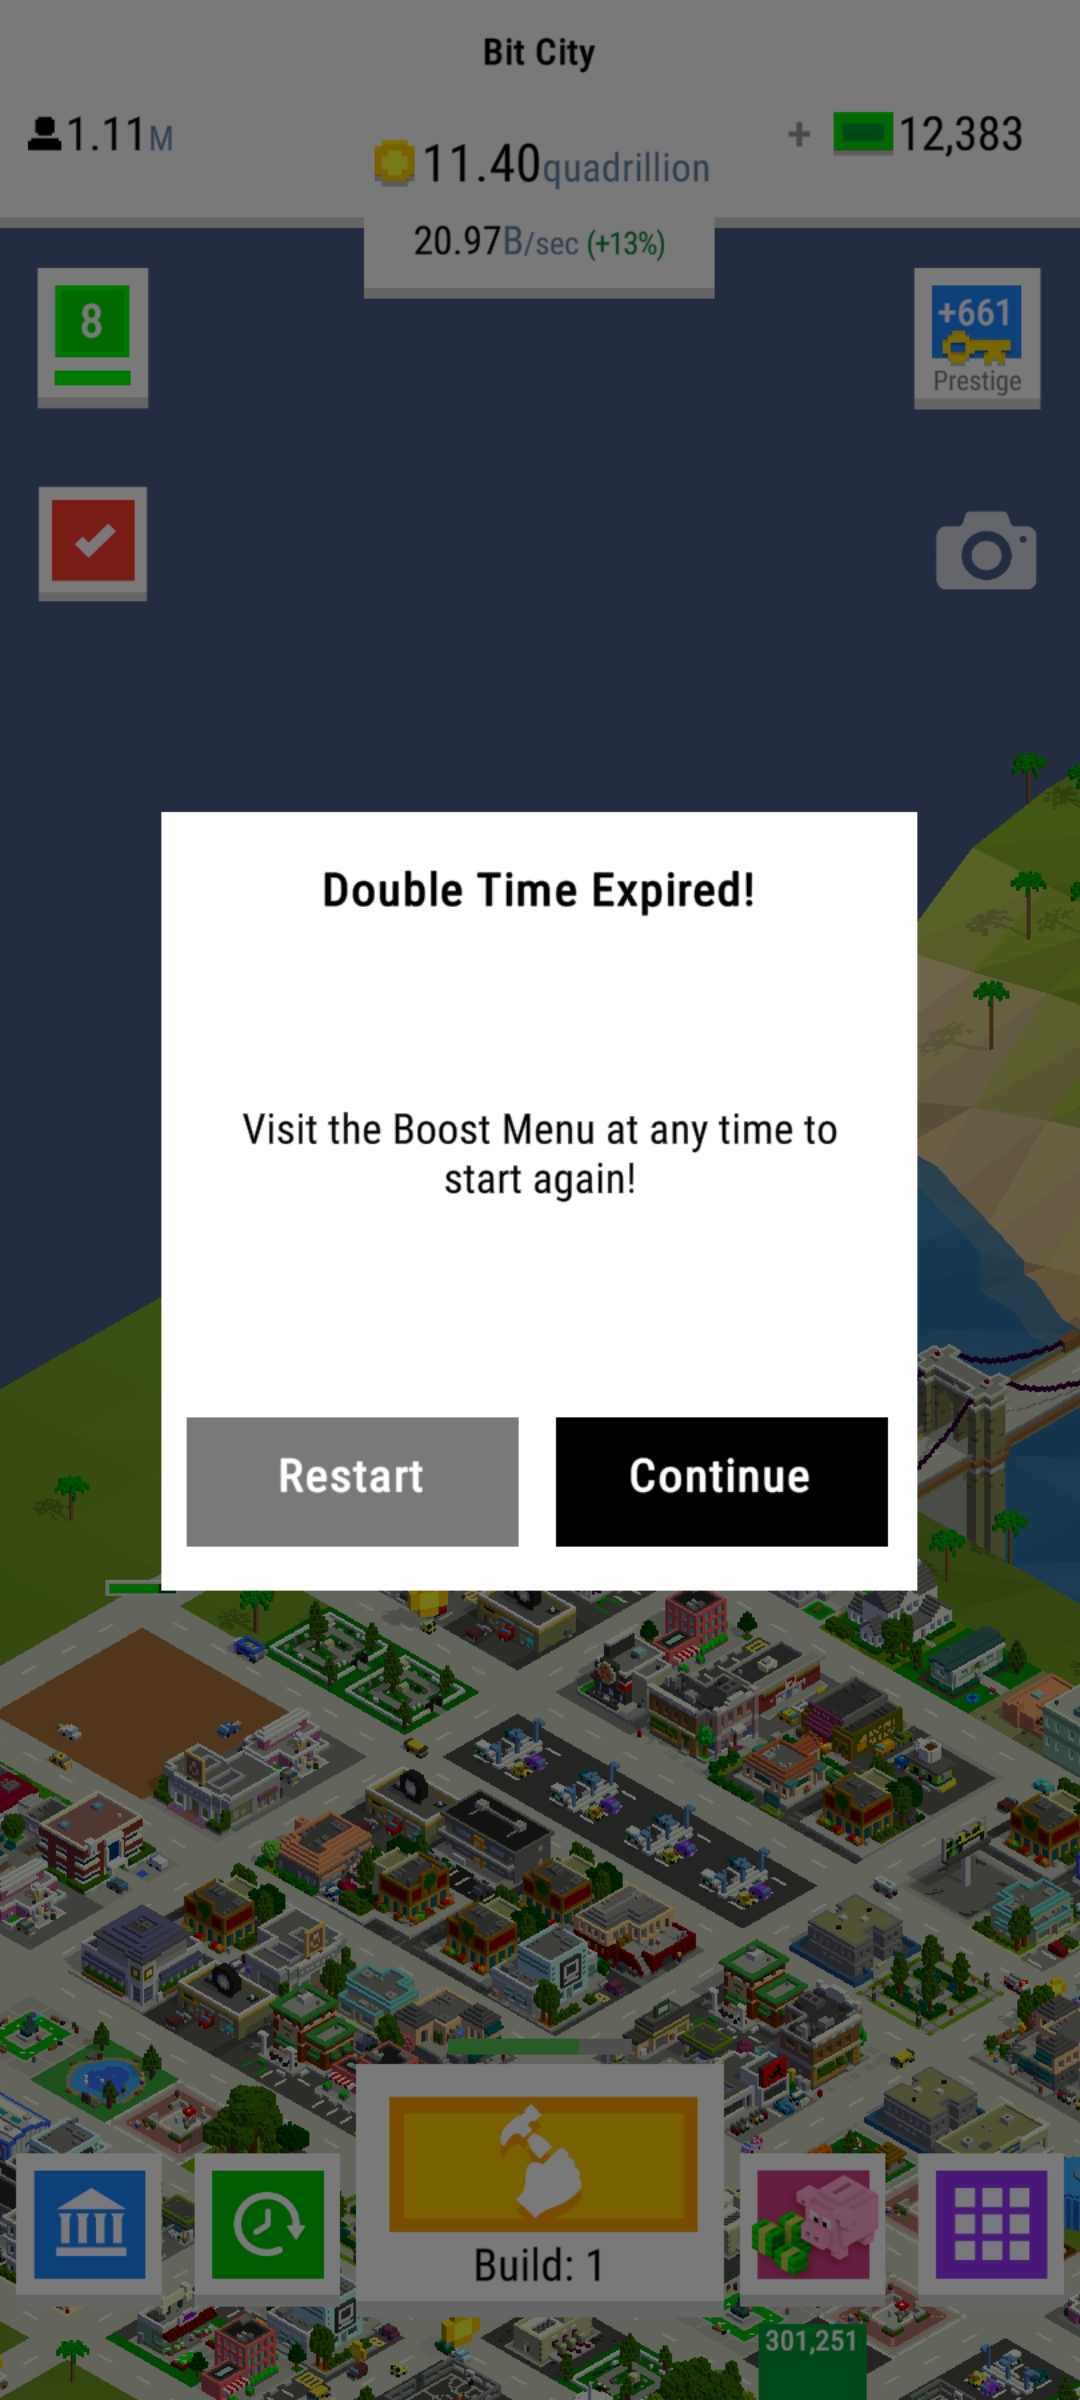 Bit City
1.11M
11.40quadrillion
+ 12,383
20.97B/sec (+13%)
8
+661
Prestige
Double Time Expired!
Visit the Boost Menu at any time to
start again!
Restart
Continue
Build: 1
301,251